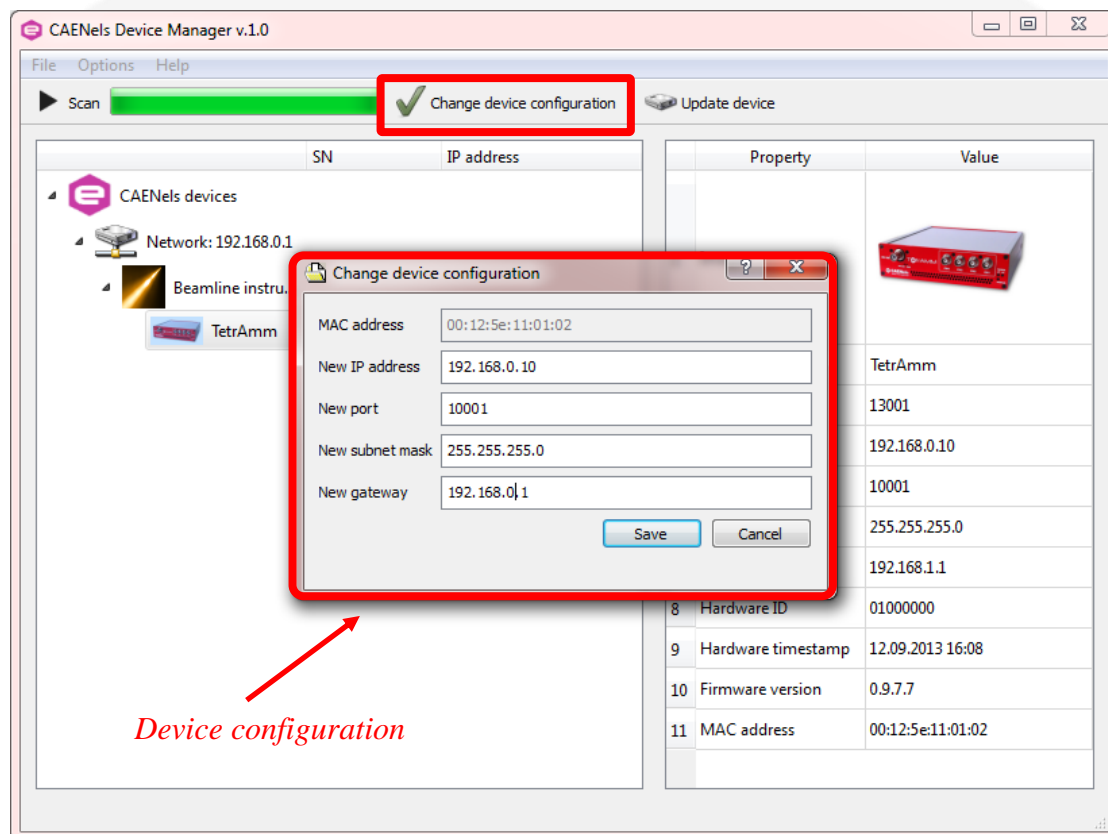 CAENels Device Manager v.1.0
File Options Help
Scan Change device configuration Update device
SN IP address
CAENels devices
Network: 192.168.0.1
Beamline instru.
TetrAmm
Property Value
TetrAmm
13001
192.168.0.10
10001
255.255.255.0
192.168.1.1
8 Hardware ID 01000000
9 Hardware timestamp 12.09.2013 16:08
10 Firmware version 0.9.7.7
11 MAC address 00:12:5e:11:01:02
Change device configuration
MAC address 00:12:5e:11:01:02
New IP address 192.168.0.10
New port 10001
New subnet mask 255.255.255.0
New gateway 192.168.0.1
Save Cancel
Device configuration